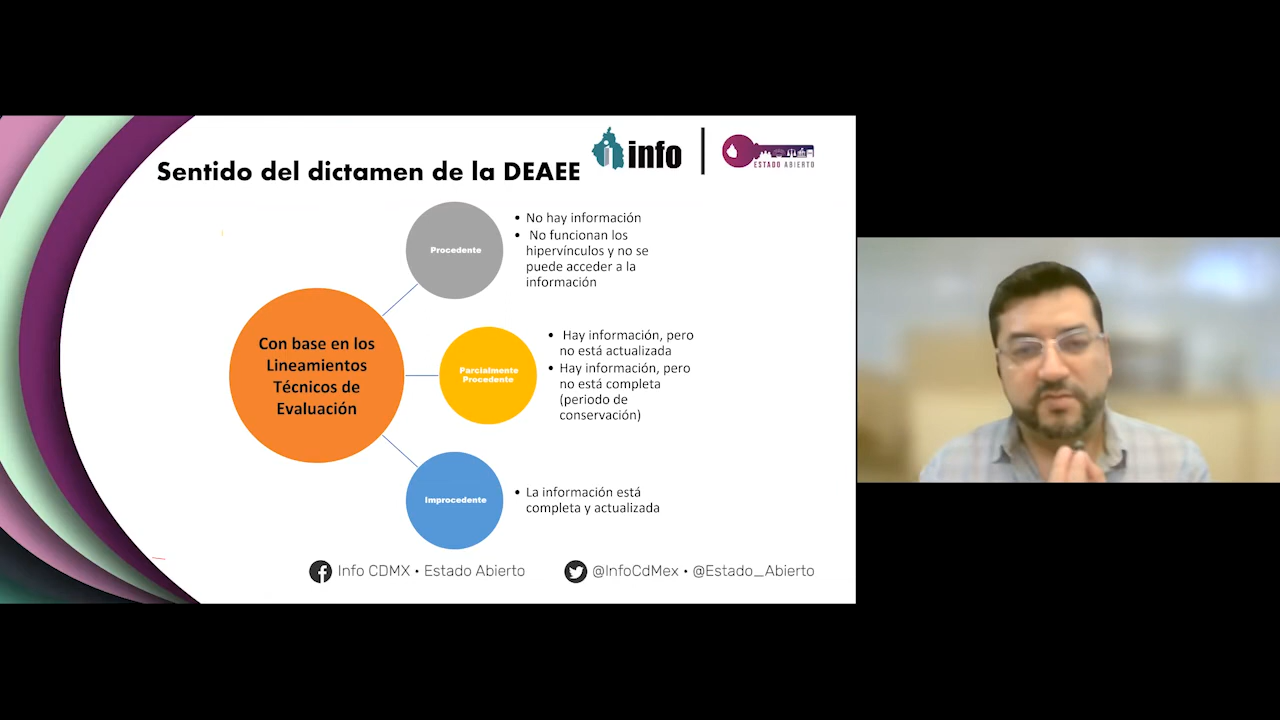 Sentido del dictamen de la DEAEE
info
ESTADO ABIERTO
Con base en los
Lineamientos
Técnicos de
Evaluación
Procedente
• No hay información
• No funcionan los
hipervínculos y no se
puede acceder a la
información
Parcialmente
Procedente
• Hay información, pero
no está actualizada
• Hay información, pero
no está completa
(periodo de
conservación)
Improcedente
• La información está
completa y actualizada
Info CDMX • Estado Abierto
@InfoCdMex • @Estado_Abierto